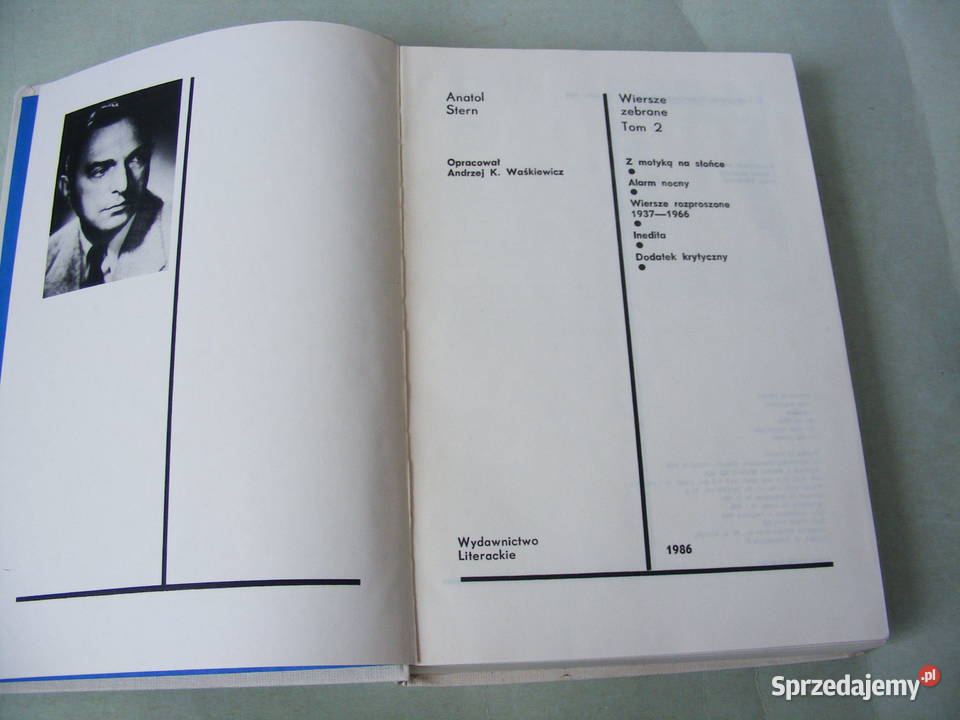 Anatol
Stern
Opracował
Andrzej K. Waśkiewicz
Wydawnictwo
Literackie
Wiersze
zebrane
Tom 2
Z motyką na słońce
Alarm nocny
Wiersze rozproszone
1937—1966
Inedita
Dodatek krytyczny
1986
Sprzedajemy.pl